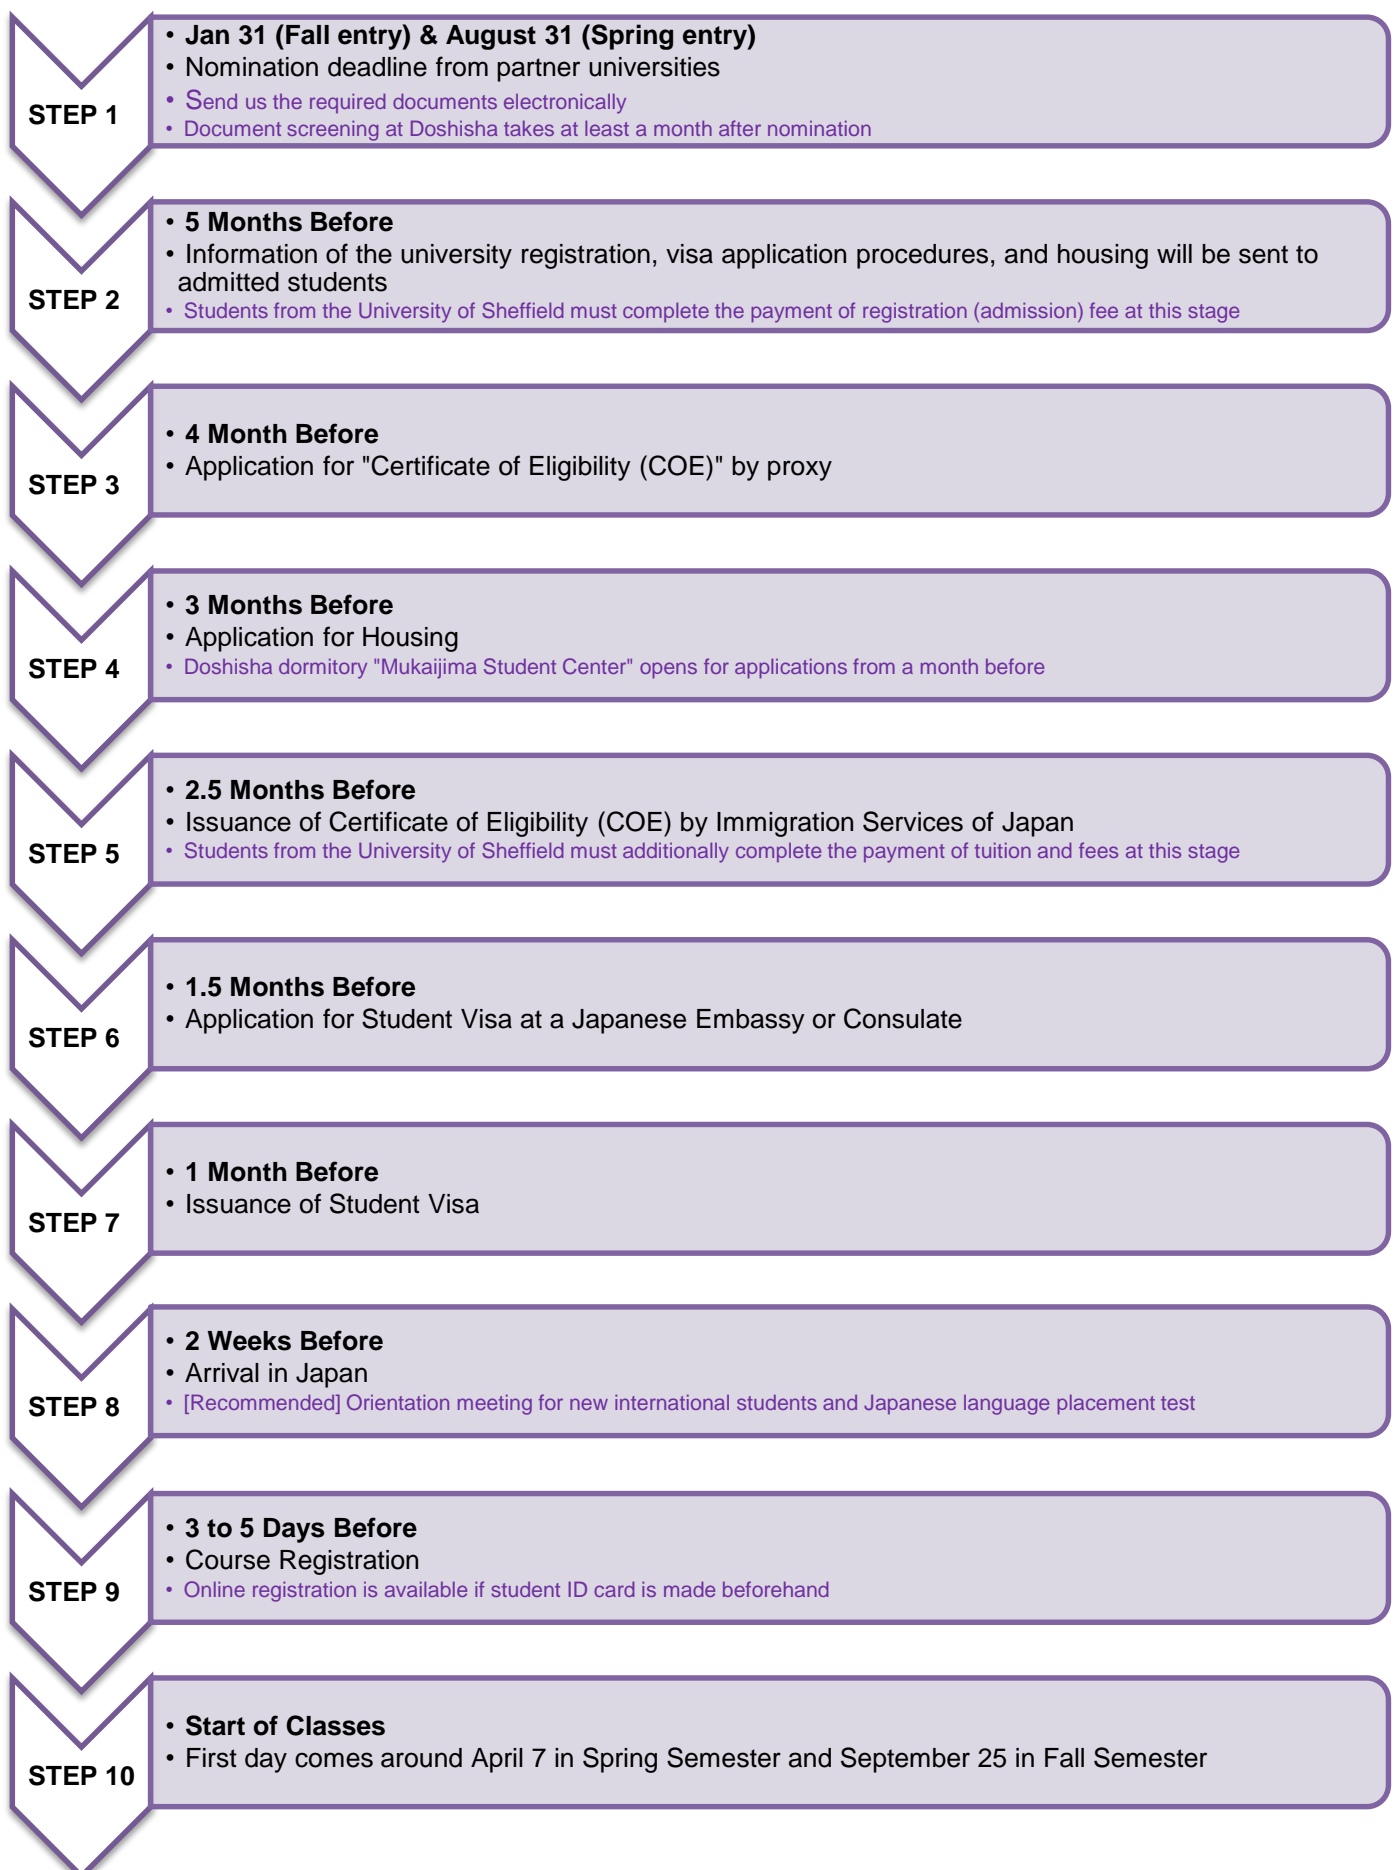 STEP 1
• Jan 31 (Fall entry) & August 31 (Spring entry)
• Nomination deadline from partner universities
• Send us the required documents electronically
• Document screening at Doshisha takes at least a month after nomination
STEP 2
• 5 Months Before
• Information of the university registration, visa application procedures, and housing will be sent to
admitted students
• Students from the University of Sheffield must complete the payment of registration (admission) fee at this stage
STEP 3
• 4 Month Before
• Application for "Certificate of Eligibility (COE)" by proxy
STEP 4
• 3 Months Before
• Application for Housing
• Doshisha dormitory "Mukaijima Student Center" opens for applications from a month before
STEP 5
• 2.5 Months Before
• Issuance of Certificate of Eligibility (COE) by Immigration Services of Japan
• Students from the University of Sheffield must additionally complete the payment of tuition and fees at this stage
STEP 6
• 1.5 Months Before
• Application for Student Visa at a Japanese Embassy or Consulate
STEP 7
• 1 Month Before
• Issuance of Student Visa
STEP 8
• 2 Weeks Before
• Arrival in Japan
• [Recommended] Orientation meeting for new international students and Japanese language placement test
STEP 9
• 3 to 5 Days Before
• Course Registration
• Online registration is available if student ID card is made beforehand
STEP 10
• Start of Classes
• First day comes around April 7 in Spring Semester and September 25 in Fall Semester